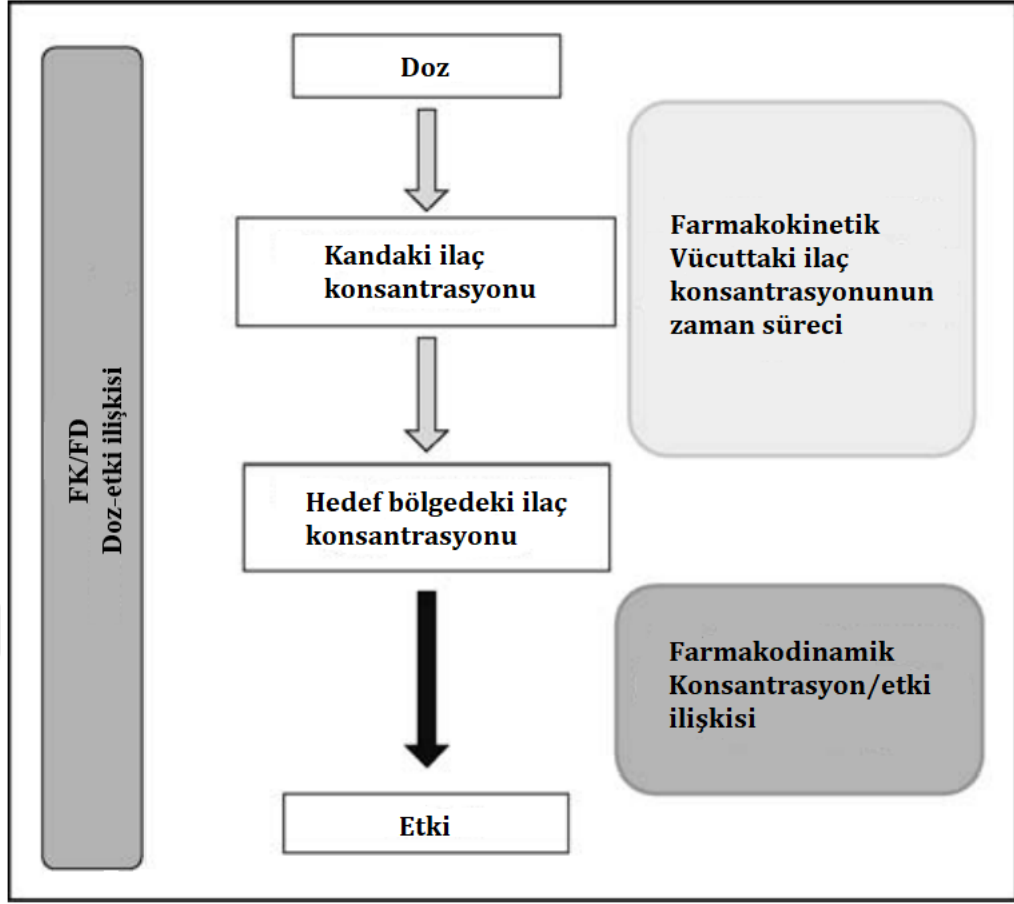 FK/FD
Doz-etki ilişkisi
Doz
Kandaki ilaç
konsantrasyonu
Farmakokinetik
Vücuttaki ilaç
konsantrasyonunun
zaman süreci
Hedef bölgedeki ilaç
konsantrasyonu
Farmakodinamik
Konsantrasyon/etki
ilişkisi
Etki